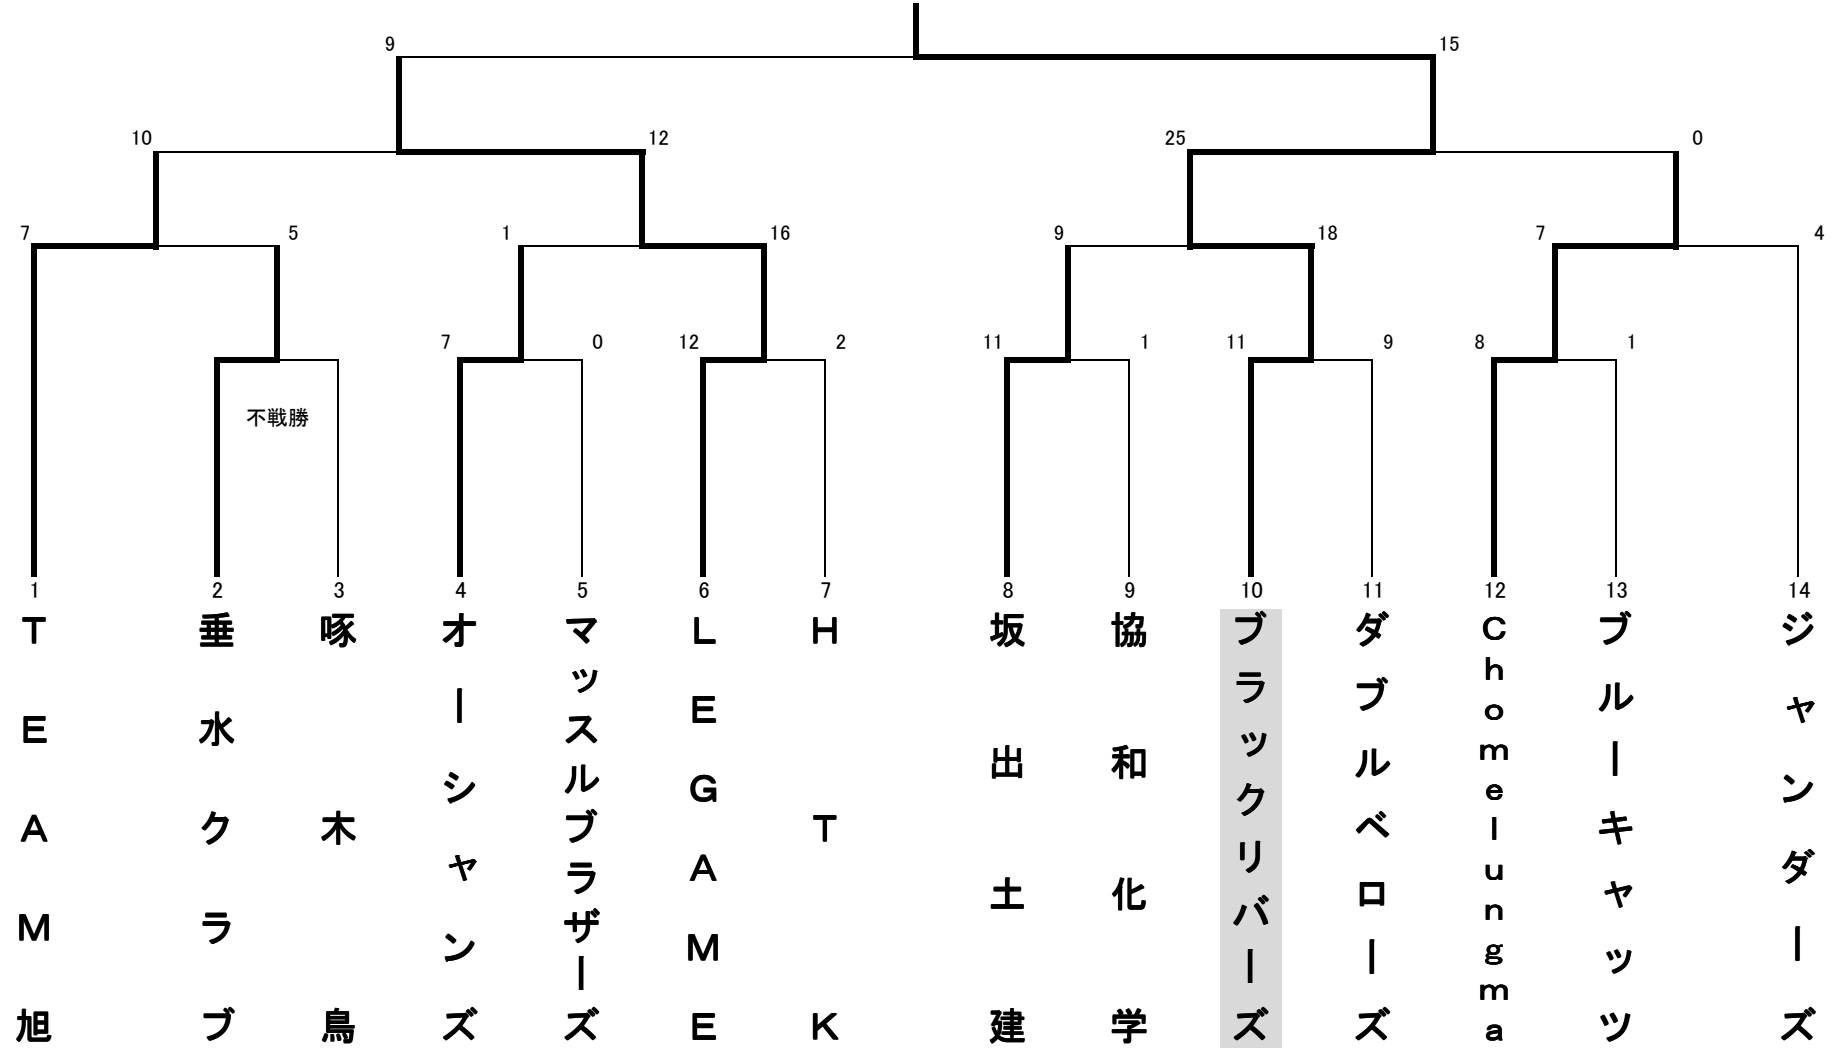 9 15
10 12 25 0
7 5 1 16 9 18 7 4
7 0 12 2 11 1 11 9 8 1
不戦勝
1 2 3 4 5 6 7 8 9 10 11 12 13 14
TEAM旭
垂水クラブ
啄木鳥
オーシャンズ
マッスルブラザーズ
LEGAME
HTK
坂出土建
協和化学
ブラックリバーズ
ダブルベローズ
Chomelungma
ブルーキャッツ
ジャンダーズ